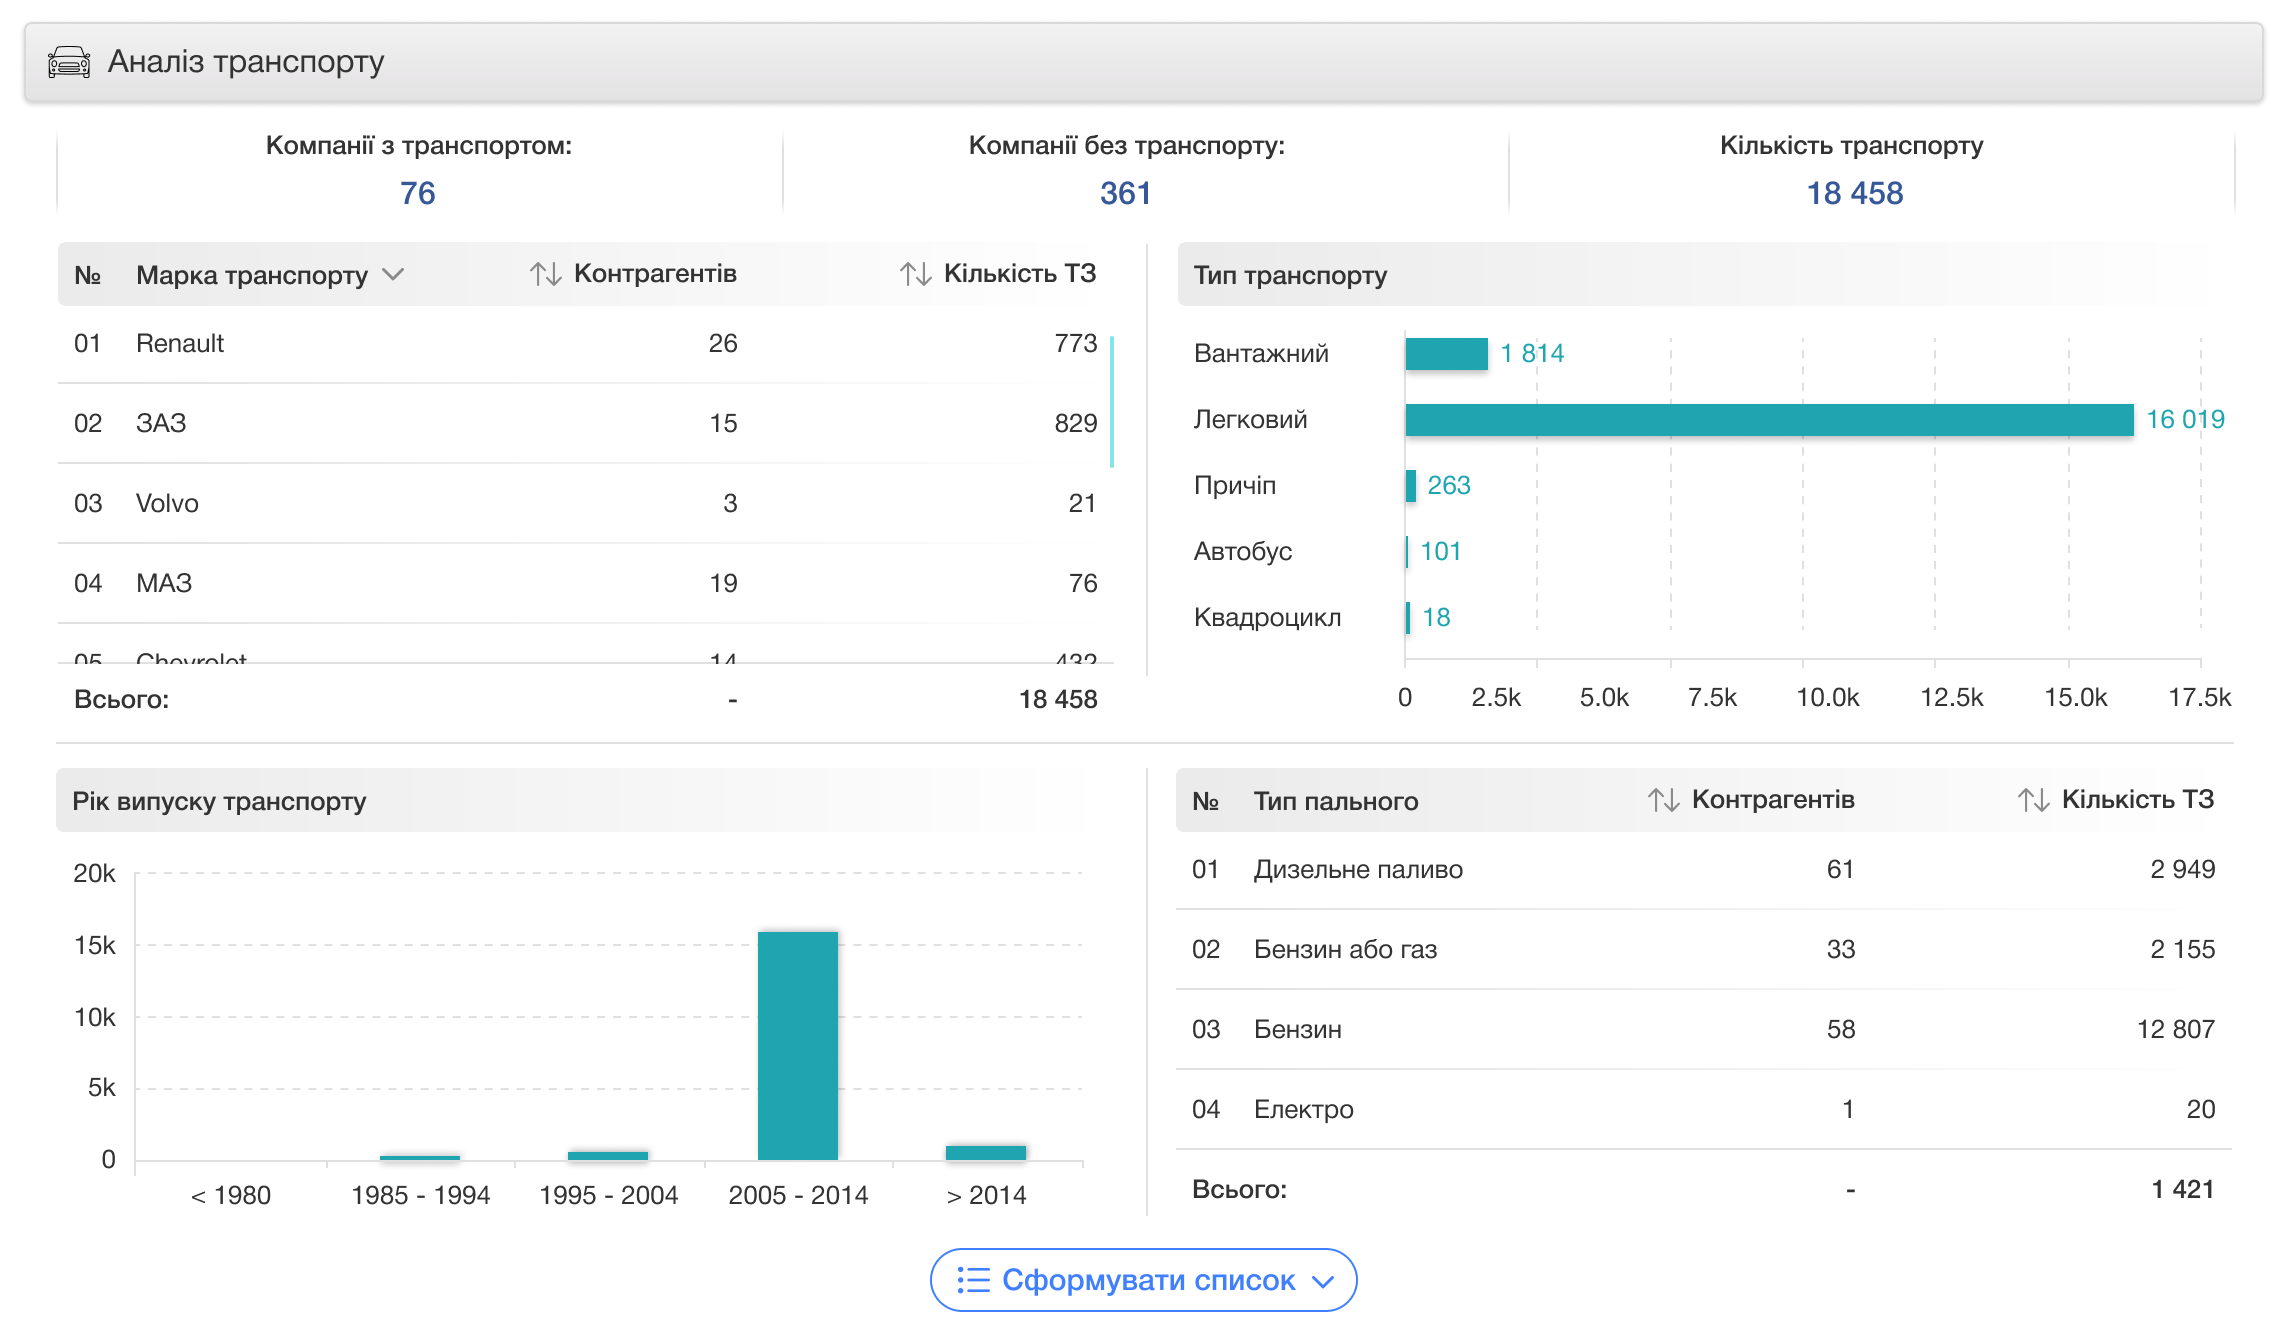 Аналіз транспорту
Компанії з транспортом:
76
Компанії без транспорту:
361
Кількість транспорту
18 458
№ Марка транспорту Контрагентів Кількість ТЗ
01 Renault 26 773
02 ЗАЗ 15 829
03 Volvo 3 21
04 МАЗ 19 76
05 Chevrolet 14 432
Всього: - 18 458
Тип транспорту
Вантажний 1 814
Легковий 16 019
Причіп 263
Автобус 101
Квадроцикл 18
0 2.5k 5.0k 7.5k 10.0k 12.5k 15.0k 17.5k
Рік випуску транспорту
20k
15k
10k
5k
0
< 1980 1985 - 1994 1995 - 2004 2005 - 2014 > 2014
№ Тип пального Контрагентів Кількість ТЗ
01 Дизельне паливо 61 2 949
02 Бензин або газ 33 2 155
03 Бензин 58 12 807
04 Електро 1 20
Всього: - 1 421
Сформувати список